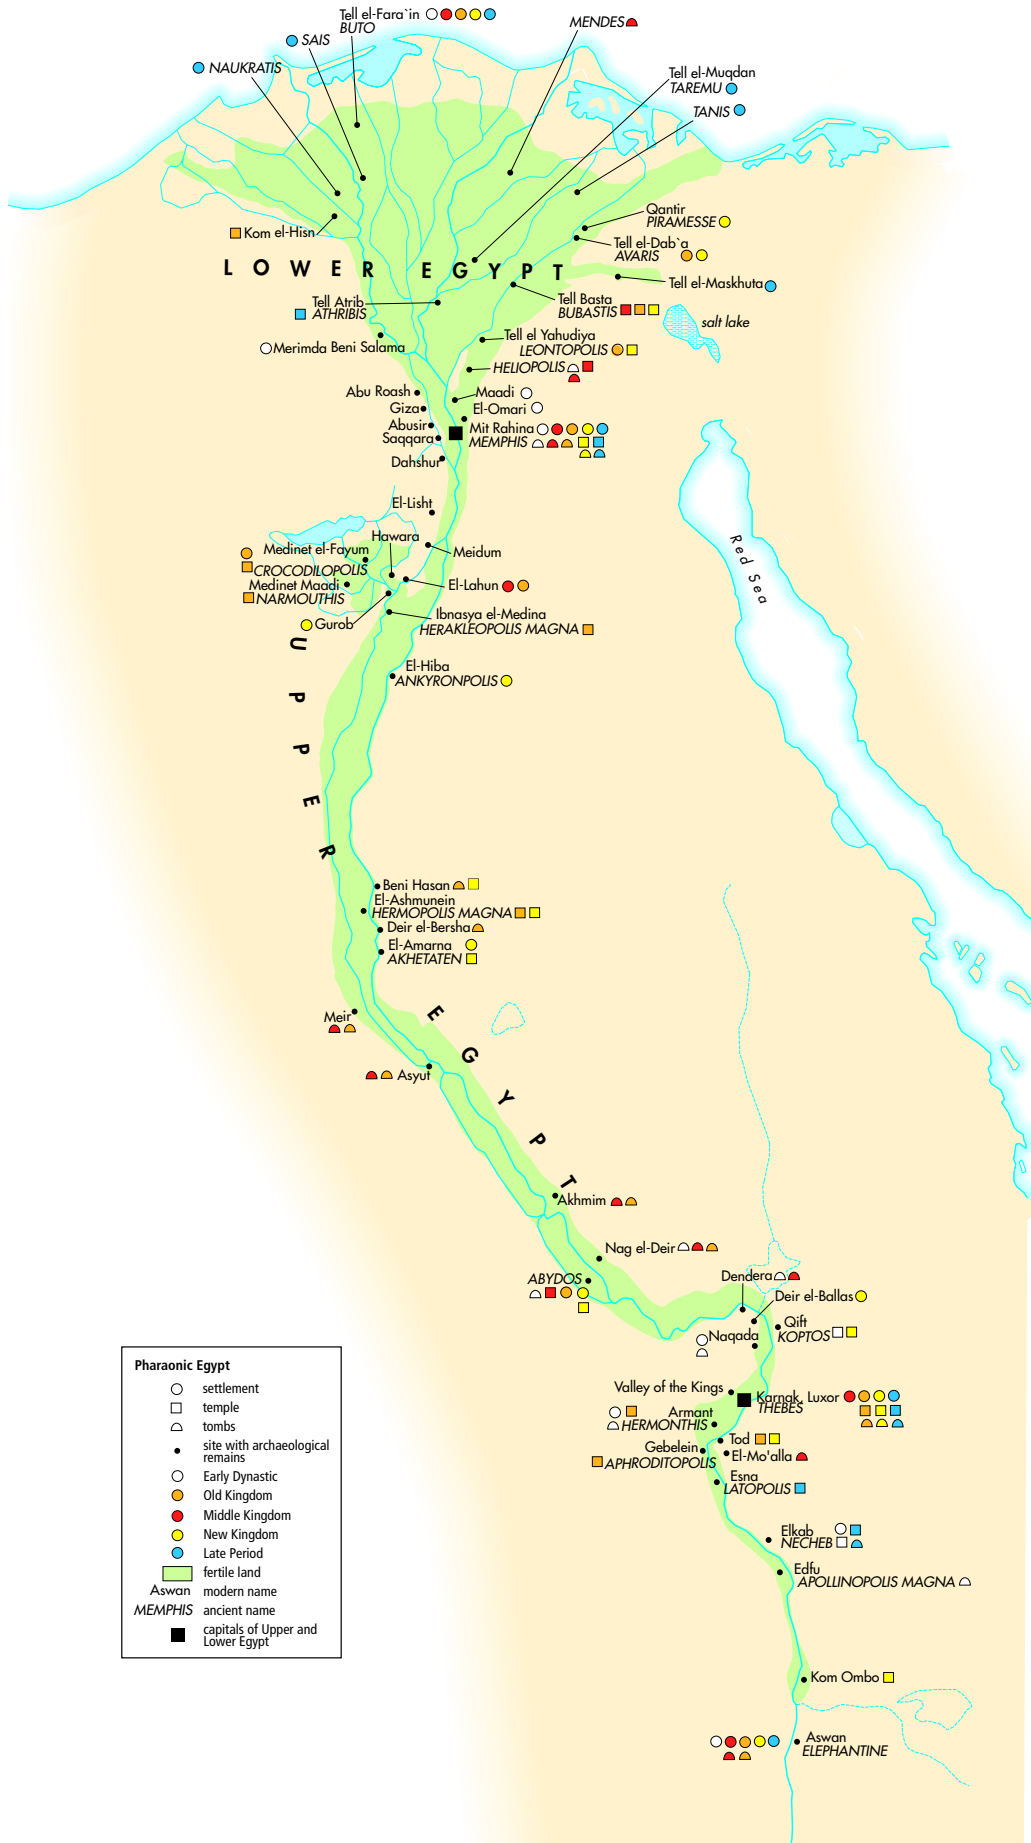 Tell el-Fara`in
BUTO
SAIS
NAUKRATIS
MENDES
Tell el-Muqdan
TAREMU
TANIS
Qantir
PIRAMESSE
Kom el-Hisn
Tell el-Dab`a
AVARIS
LOWER EGYPT
Tell el-Maskhuta
Tell Atrib
ATHRIBIS
Tell Basta
BUBASTIS
salt lake
Merimda Beni Salama
Tell el Yahudiya
LEONTOPOLIS
HELIOPOLIS
Abu Roash
Maadi
Giza
El-Omari
Abusir
Saqqara
Mit Rahina
MEMPHIS
Dahshur
El-Lisht
Hawara
Medinet el-Fayum
CROCODILOPOLIS
Meidum
Medinet Maadi
NARMOUTHIS
El-Lahun
Gurob
Ibnasya el-Medina
HERAKLEOPOLIS MAGNA
Red Sea
El-Hiba
ANKYRONPOLIS
UPPER
Beni Hasan
El-Ashmunein
HERMOPOLIS MAGNA
Deir el-Bersha
El-Amarna
AKHETATEN
Meir
EGYPT
Asyut
Akhmim
Nag el-Deir
ABYDOS
Dendera
Deir el-Ballas
Qift
KOPTOS
Naqada
Valley of the Kings
Karnak, Luxor
THEBES
Armant
HERMONTHIS
Tod
Gebelein
APHRODITOPOLIS
El-Mo'alla
Esna
LATOPOLIS
Elkab
NECHEB
Edfu
APOLLINOPOLIS MAGNA
Kom Ombo
Aswan
ELEPHANTINE
Pharaonic Egypt
settlement
temple
tombs
site with archaeological
remains
Early Dynastic
Old Kingdom
Middle Kingdom
New Kingdom
Late Period
fertile land
Aswan modern name
MEMPHIS ancient name
capitals of Upper and
Lower Egypt